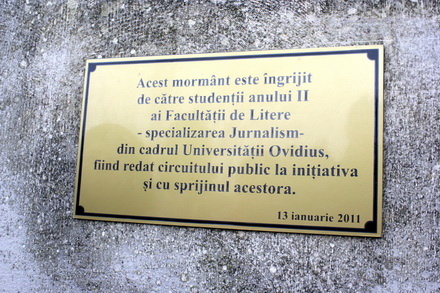 Acest mormânt este îngrijit
de către studenții anului II
ai Facultății de Litere
- specializarea Jurnalism-
din cadrul Universității Ovidius,
fiind redat circuitului public la inițiativa
și cu sprijinul acestora.
13 ianuarie 2011